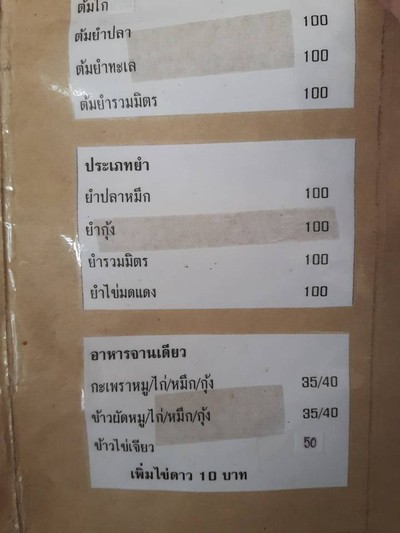 ต้มไก่
ต้มยำปลา 100
ต้มยำทะเล 100
ต้มยำรวมมิตร 100
ประเภทยำ
ยำปลาหมึก 100
ยำกุ้ง 100
ยำรวมมิตร 100
ยำไข่มดแดง 100
อาหารจานเดียว
กะเพราหมู/ไก่/หมึก/กุ้ง 35/40
ข้าวผัดหมู/ไก่/หมึก/กุ้ง 35/40
ข้าวไข่เจียว 50
เพิ่มไข่ดาว 10 บาท